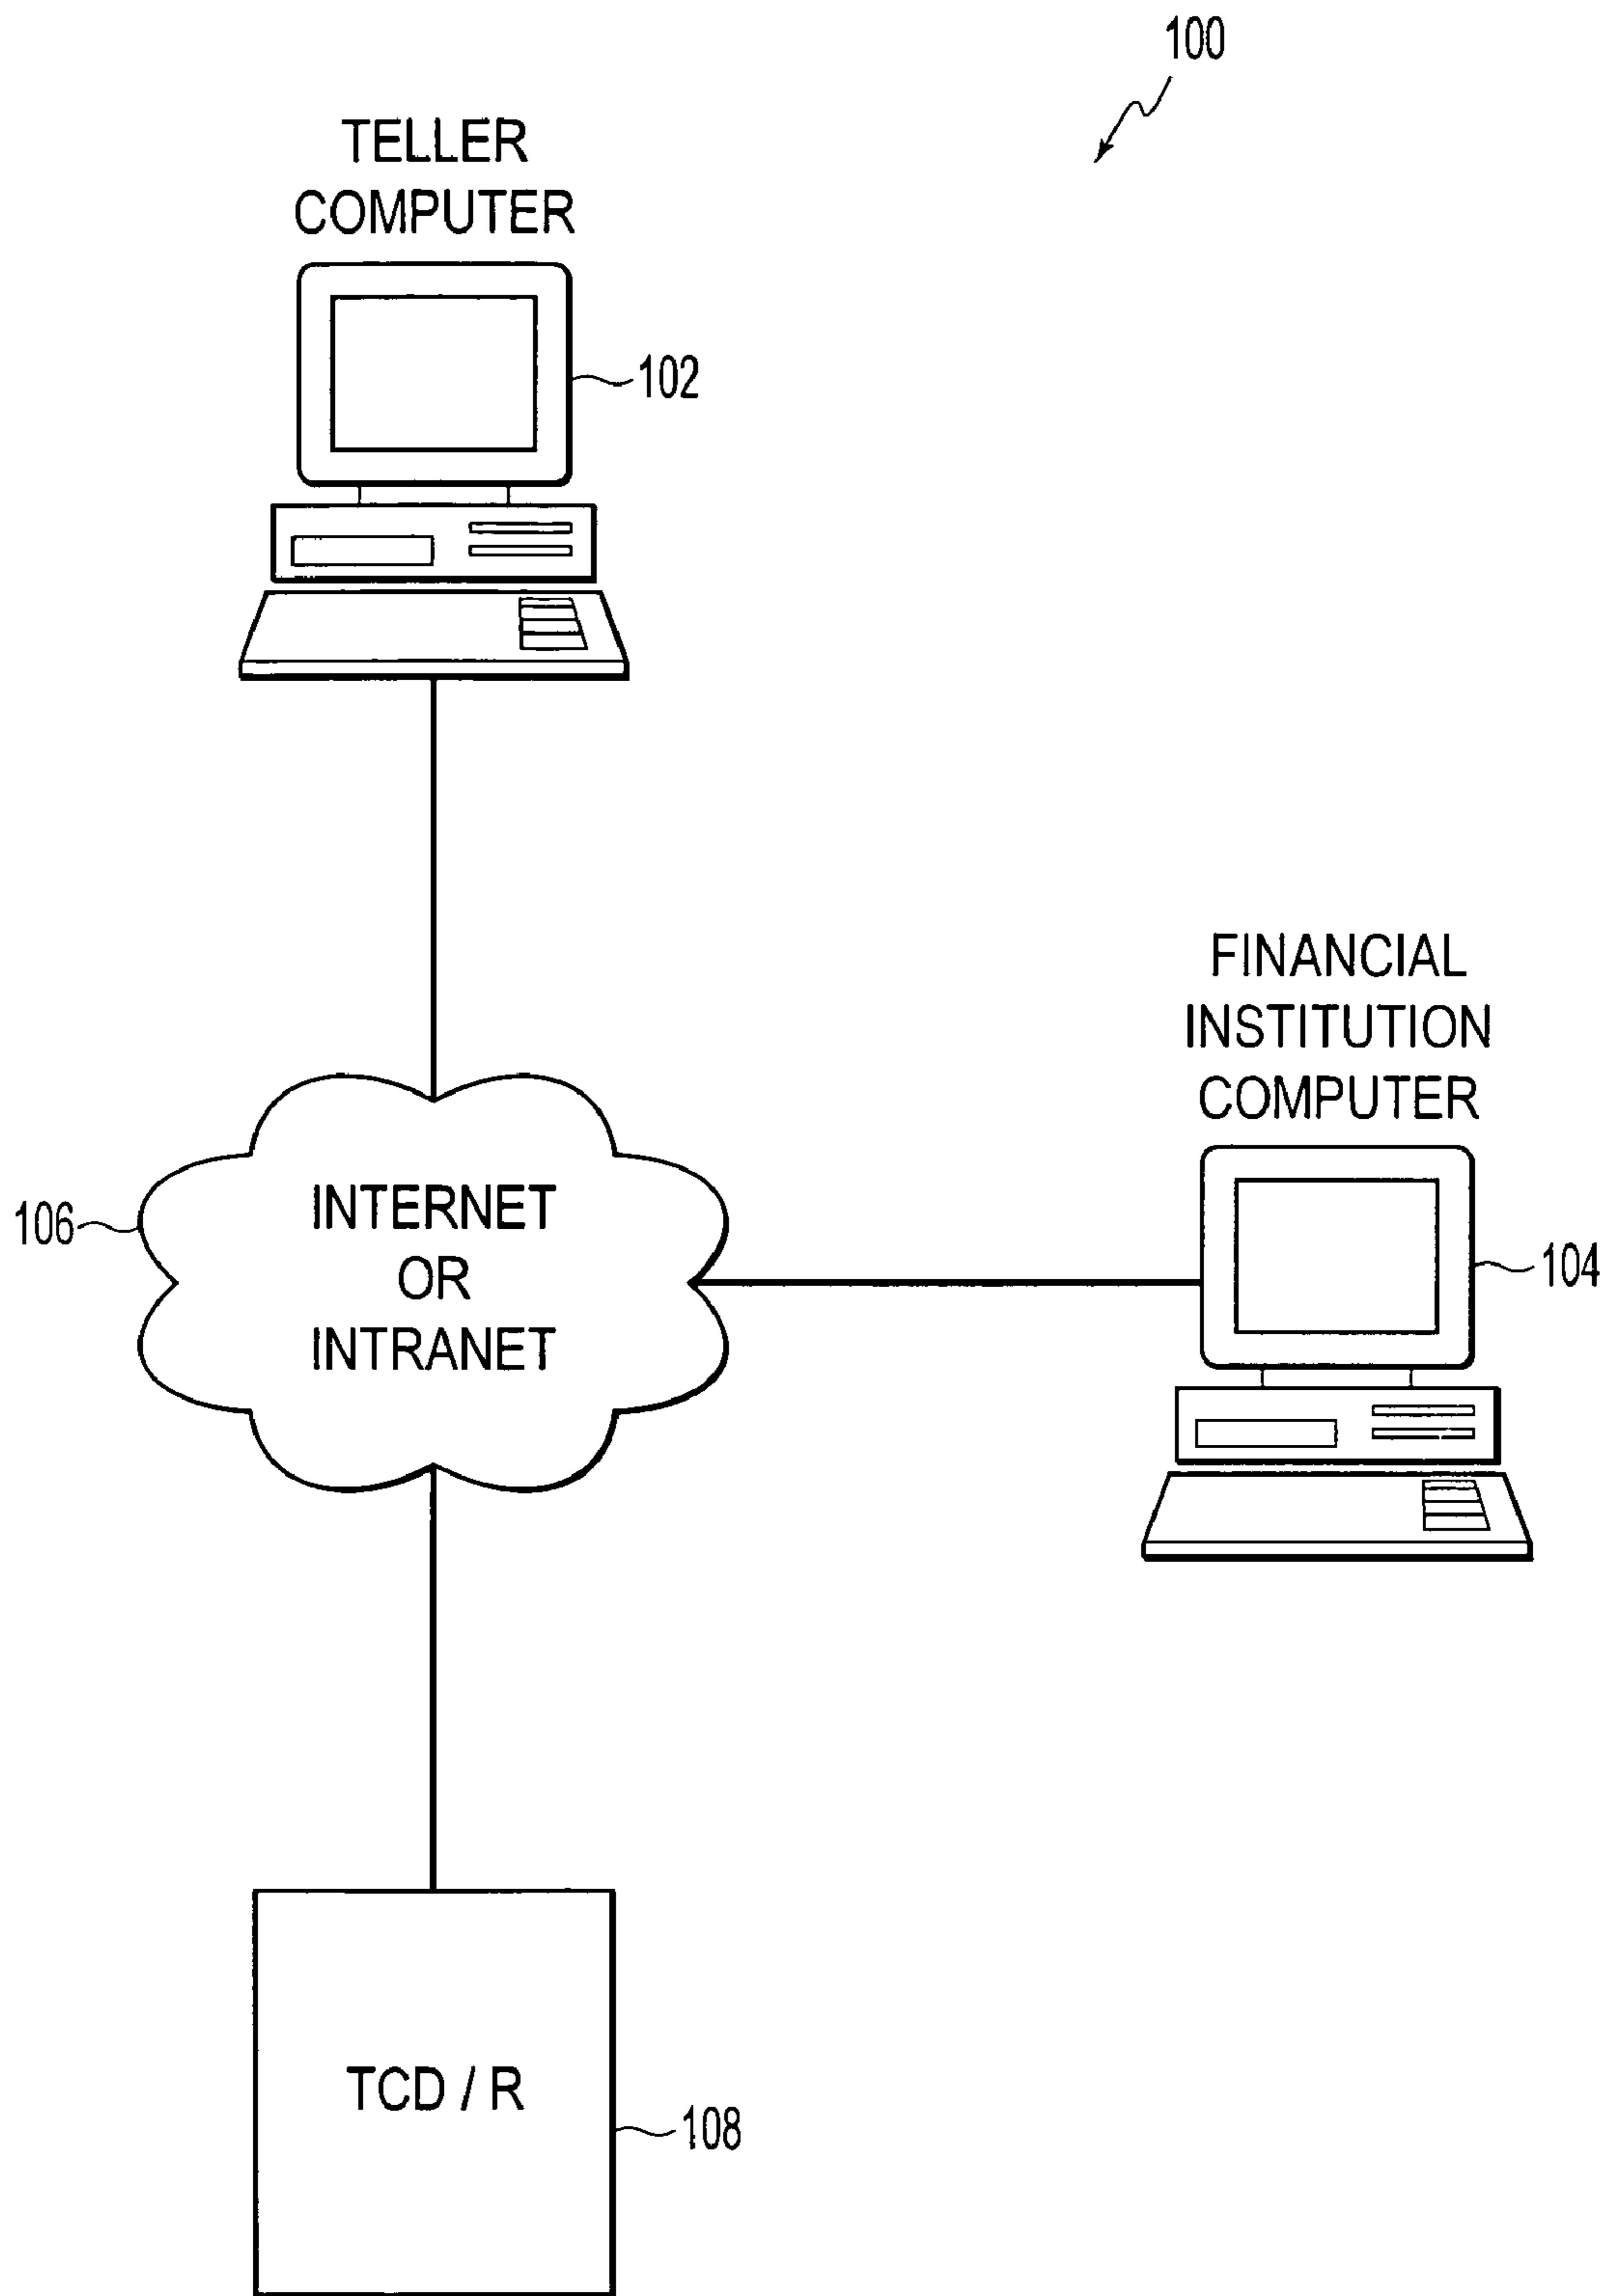 100
TELLER
COMPUTER
102
FINANCIAL
INSTITUTION
COMPUTER
106
INTERNET
OR
INTRANET
104
TCD / R
108